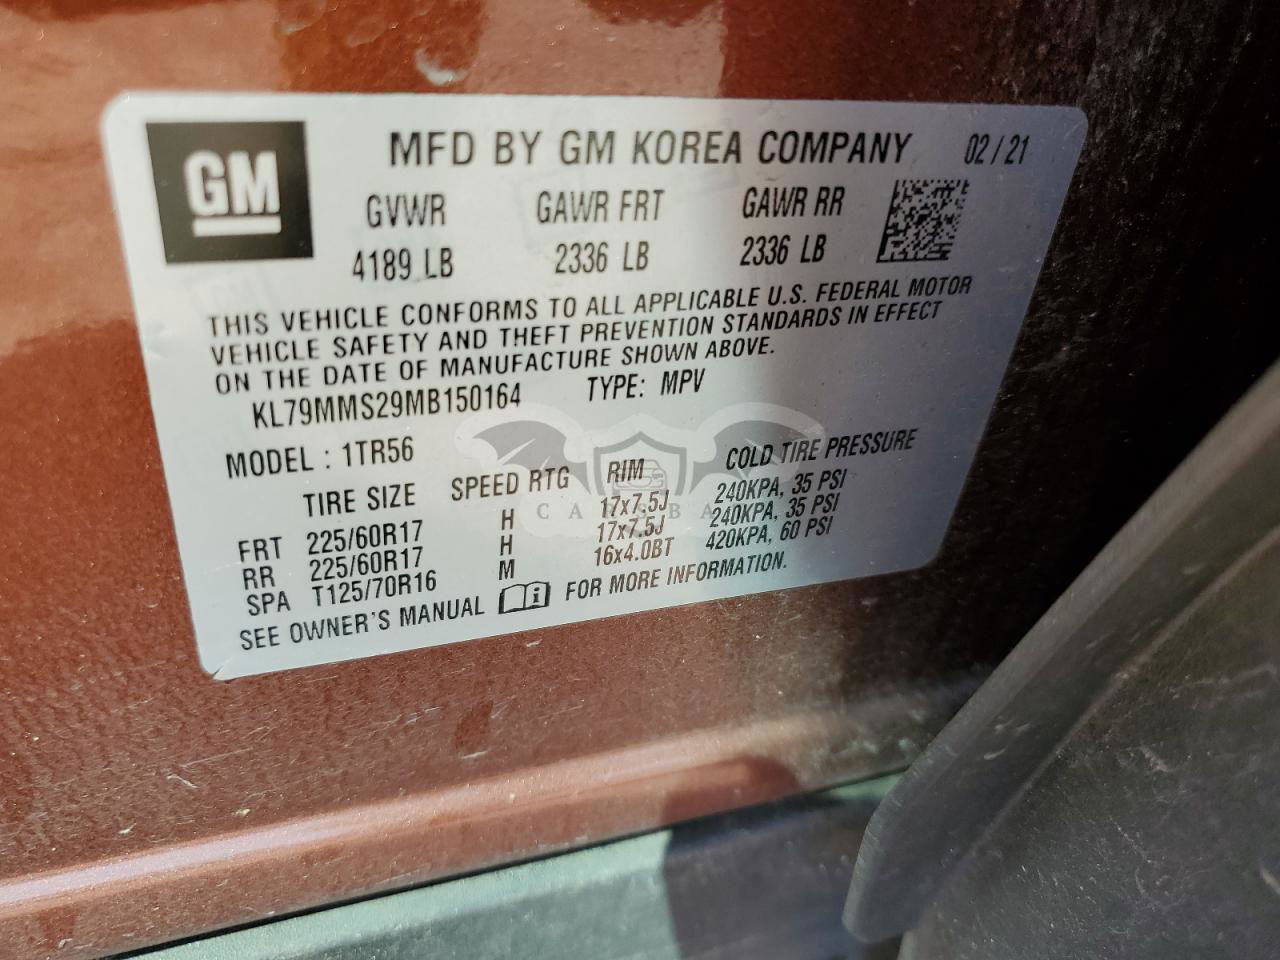 GM
MFD BY GM KOREA COMPANY 02/21
GVWR GAWR FRT GAWR RR
4189 LB 2336 LB 2336 LB
THIS VEHICLE CONFORMS TO ALL APPLICABLE U.S. FEDERAL MOTOR
VEHICLE SAFETY AND THEFT PREVENTION STANDARDS IN EFFECT
ON THE DATE OF MANUFACTURE SHOWN ABOVE.
KL79MMS29MB150164 TYPE: MPV
MODEL : 1TR56
TIRE SIZE SPEED RTG RIM COLD TIRE PRESSURE
FRT 225/60R17 H 17x7.5J 240KPA, 35 PSI
RR 225/60R17 H 17x7.5J 240KPA, 35 PSI
SPA T125/70R16 M 16x4.0BT 420KPA, 60 PSI
SEE OWNER'S MANUAL i FOR MORE INFORMATION.